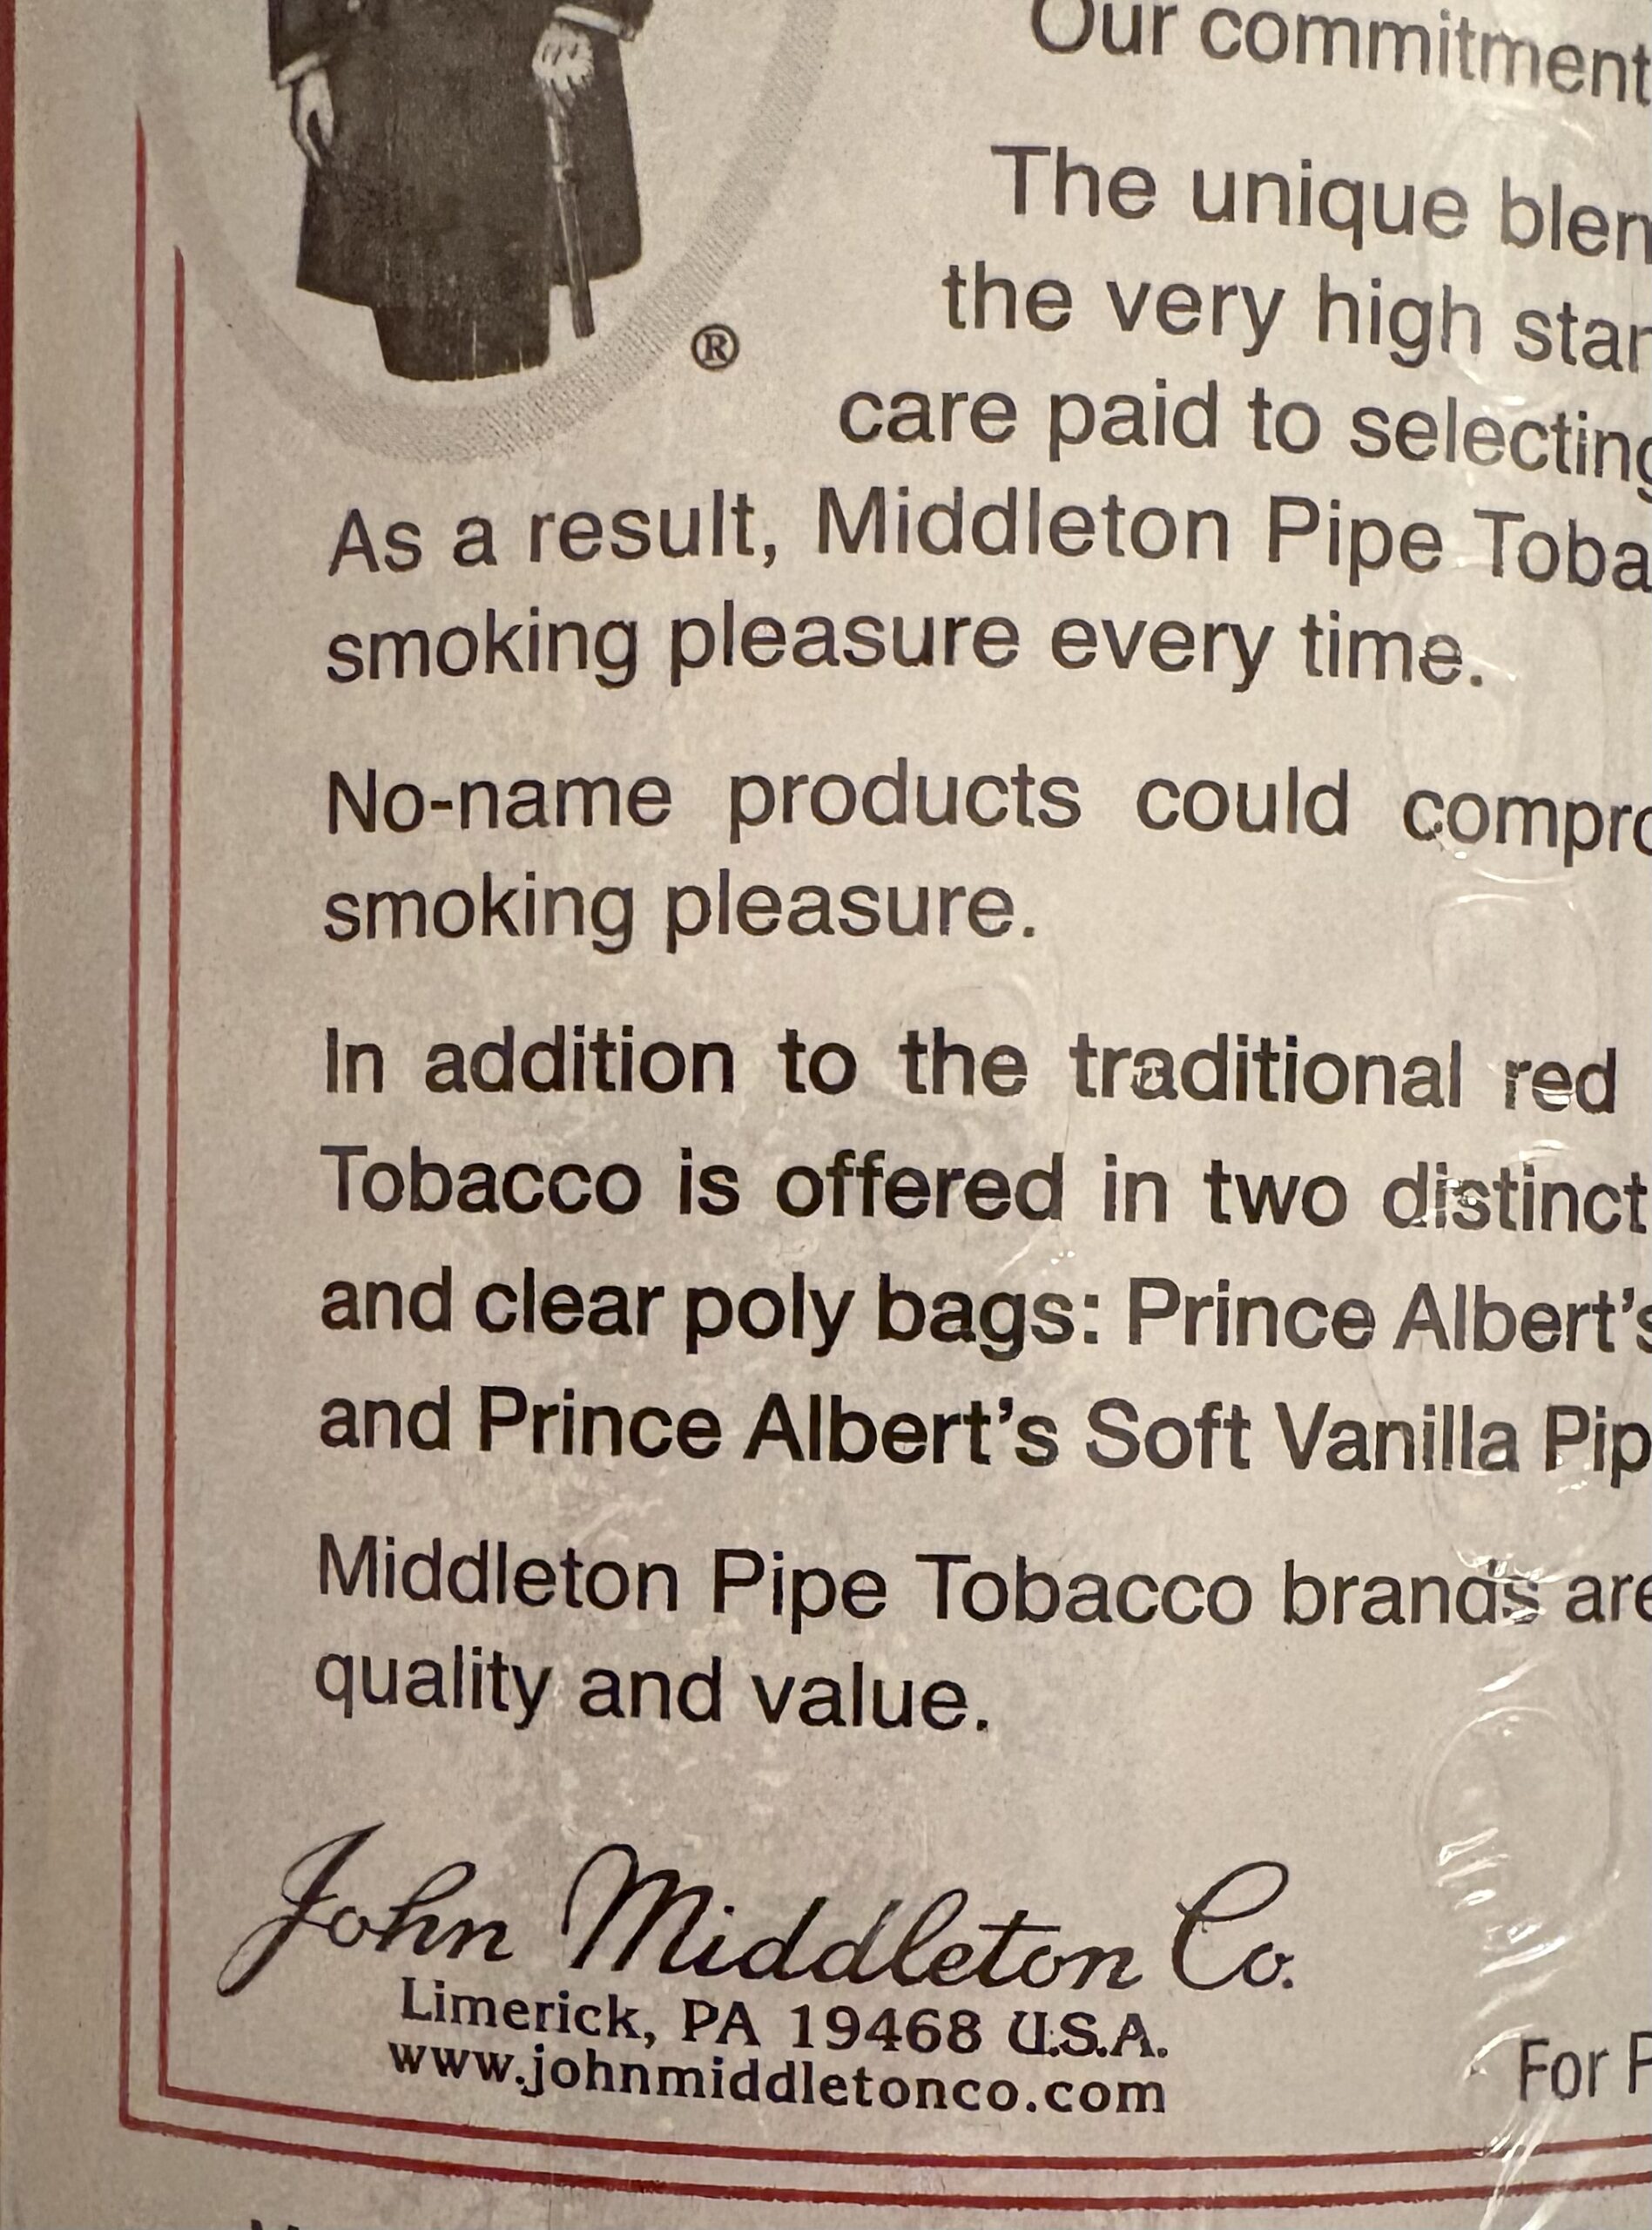 Our commitment
The unique blen
the very high star
care paid to selecting
As a result, Middleton Pipe Toba
smoking pleasure every time.
No-name products could compro
smoking pleasure.
In addition to the traditional red
Tobacco is offered in two distinct
and clear poly bags: Prince Albert's
and Prince Albert's Soft Vanilla Pip
Middleton Pipe Tobacco brands are
quality and value.
®
John Middleton Co.
Limerick, PA 19468 U.S.A.
www.johnmiddletonco.com
For